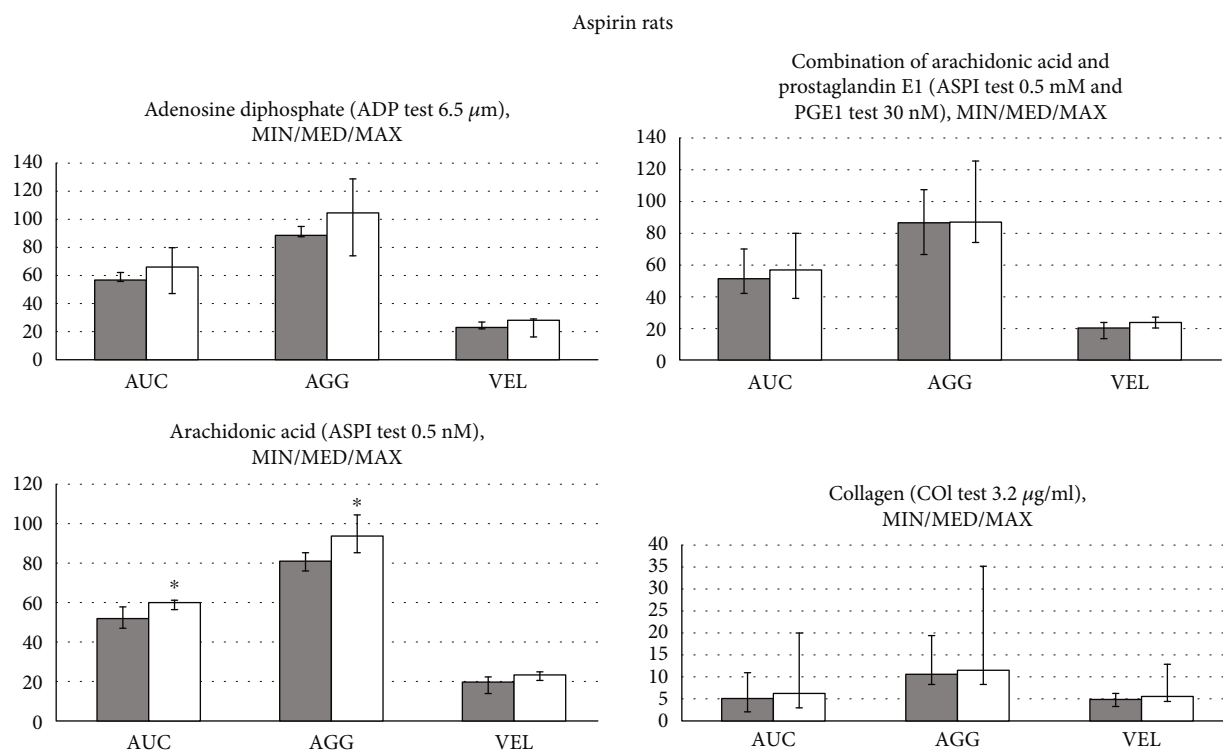 Aspirin rats
Adenosine diphosphate (ADP test 6.5 μm),
MIN/MED/MAX
140
120
100
80
60
40
20
0
AUC
AGG
VEL
Combination of arachidonic acid and
prostaglandin E1 (ASPI test 0.5 mM and
PGE1 test 30 nM), MIN/MED/MAX
140
120
100
80
60
40
20
0
AUC
AGG
VEL
Arachidonic acid (ASPI test 0.5 nM),
MIN/MED/MAX
120
100
80
60
40
20
0
*
*
AUC
AGG
VEL
Collagen (COl test 3.2 μg/ml),
MIN/MED/MAX
40
35
30
25
20
15
10
5
0
AUC
AGG
VEL